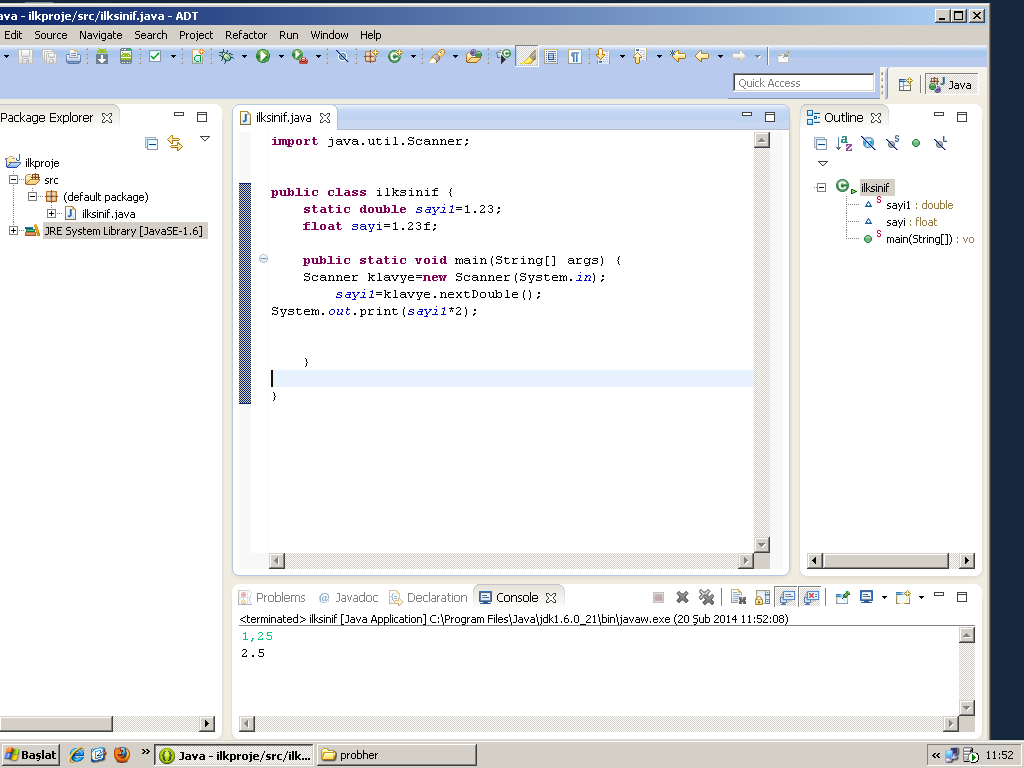 ava - ilkproje/src/ilksinif.java - ADT
Edit Source Navigate Search Project Refactor Run Window Help
Quick Access
Java
Package Explorer
ilkproje
src
(default package)
ilksinif.java
JRE System Library [JavaSE-1.6]
ilksinif.java
import java.util.Scanner;
public class ilksinif {
static double sayi1=1.23;
float sayi=1.23f;
public static void main(String[] args) {
Scanner klavye=new Scanner(System.in);
sayi1=klavye.nextDouble();
System.out.print(sayi1*2);
}
}
Outline
ilksinif
sayi1 : double
sayi : float
main(String[]) : vo
Problems @ Javadoc Declaration Console
<terminated> ilksinif [Java Application] C:\Program Files\Java\jdk1.6.0_21\bin\javaw.exe (20 Şub 2014 11:52:08)
1,25
2.5
Başlat
Java - ilkproje/src/ilk...
probher
11:52